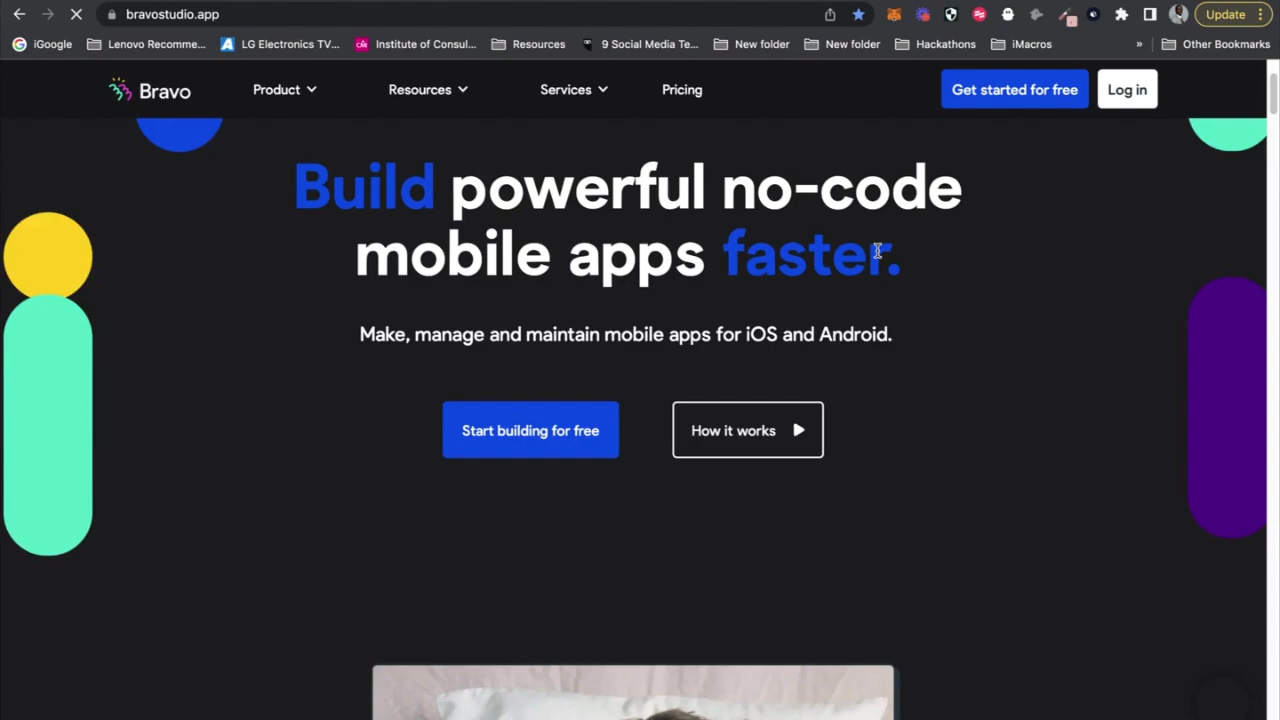 bravostudio.app
Update
iGoogle
Lenovo Recomme...
LG Electronics TV...
Institute of Consul...
Resources
9 Social Media Te...
New folder
New folder
Hackathons
iMacros
»
Other Bookmarks
Bravo
Product
Resources
Services
Pricing
Get started for free
Log in
Build powerful no-code
mobile apps faster.
Make, manage and maintain mobile apps for iOS and Android.
Start building for free
How it works